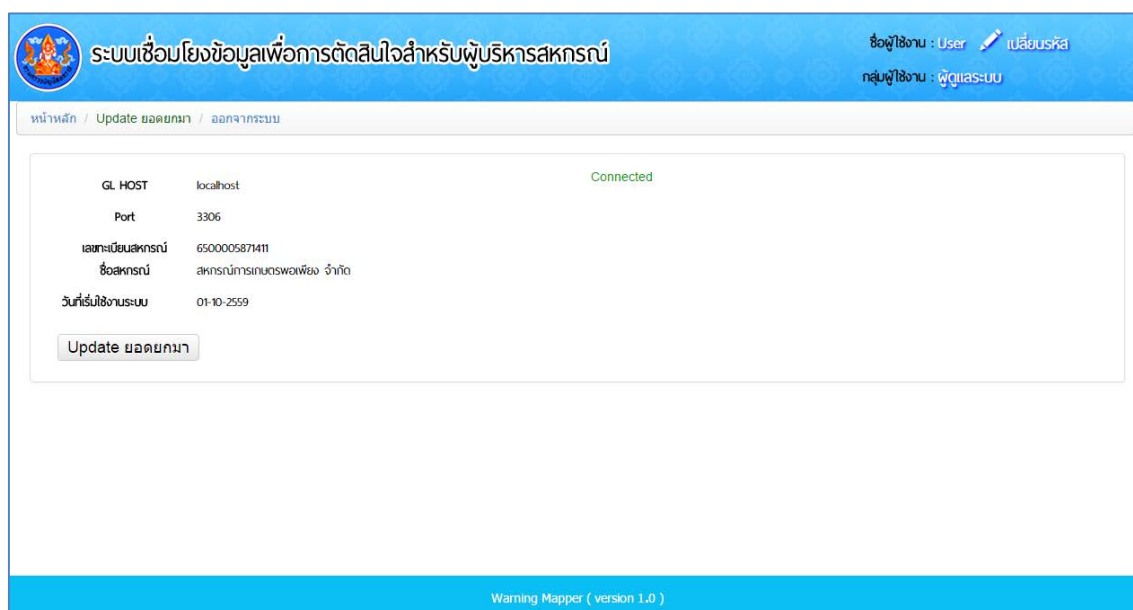 ระบบเชื่อมโยงข้อมูลเพื่อการตัดสินใจสำหรับผู้บริหารสหกรณ์
ชื่อผู้ใช้งาน : User เปลี่ยนรหัส
กลุ่มผู้ใช้งาน : ผู้ดูแลระบบ
หน้าหลัก / Update ยอดยกมา / ออกจากระบบ
GL HOST localhost Connected
Port 3306
เลขทะเบียนสหกรณ์ 6500005871411
ชื่อสหกรณ์ สหกรณ์การเกษตรพอเพียง จำกัด
วันที่เริ่มใช้งานระบบ 01-10-2559
Update ยอดยกมา
Warning Mapper ( version 1.0 )